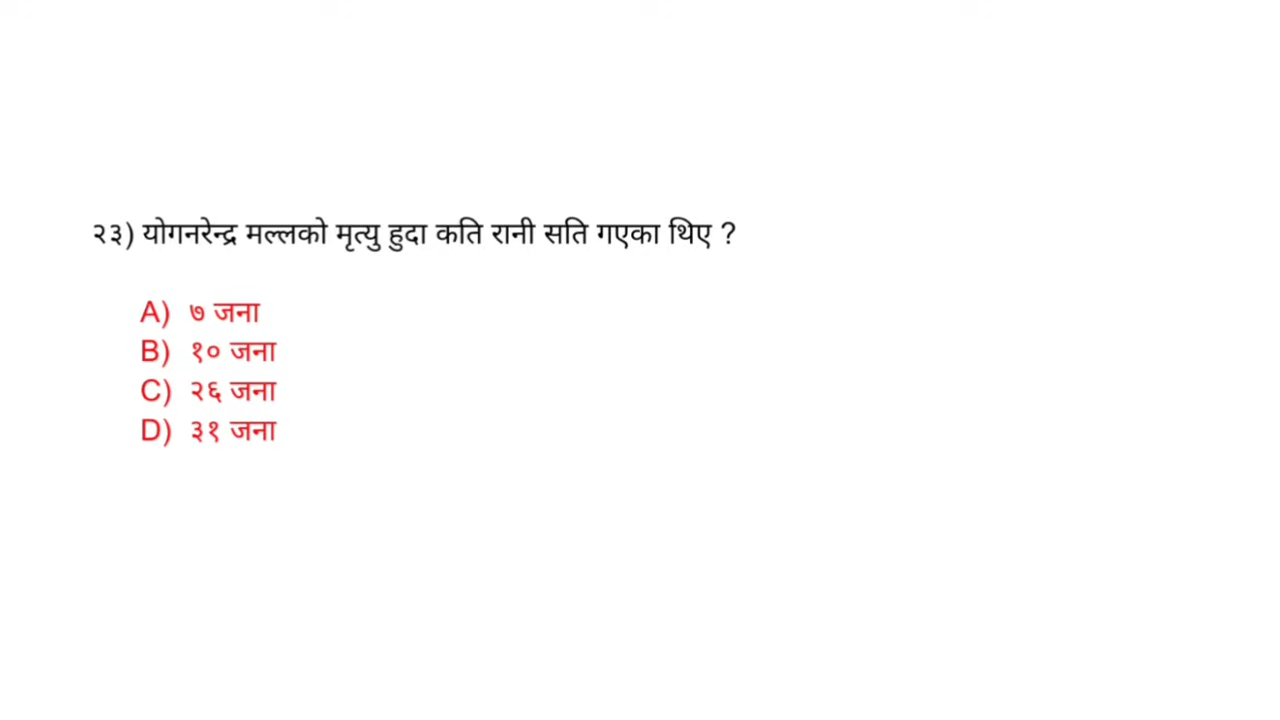 २३) योगनरेन्द्र मल्लको मृत्यु हुदा कति रानी सति गएका थिए ?
A) ७ जना
B) १० जना
C) २६ जना
D) ३१ जना